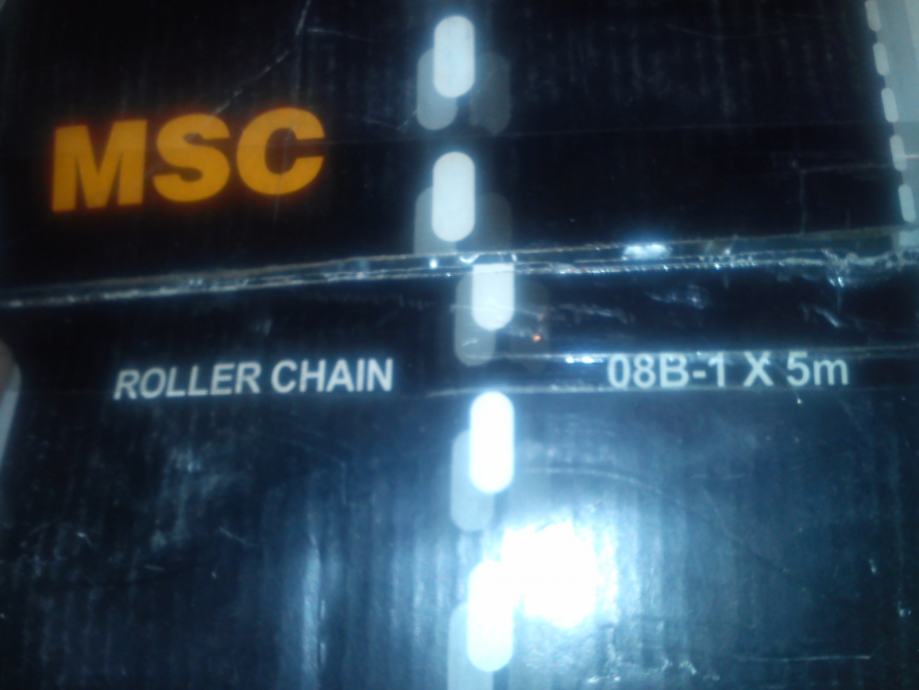 MSC
ROLLER CHAIN 08B-1 X 5m